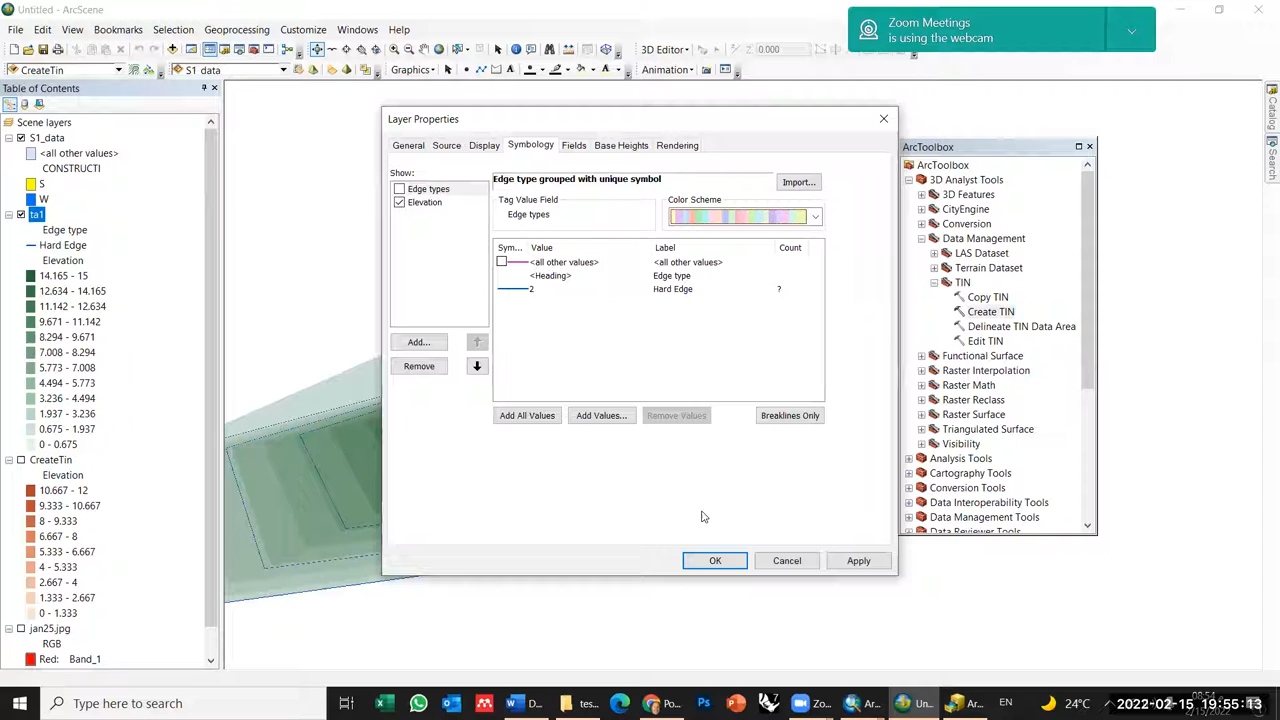 Untitled - ArcScene
Zoom Meetings
is using the webcam
File Edit View Bookmarks Selection Geoprocessing Customize Windows Help
3D Editor
0.000
CreateTin
S1 data
Graphics
Animation
Table of Contents
Scene layers
S1_data
<all other values>
CONSTRUCTI
S
W
ta1
Edge type
Hard Edge
Elevation
14.165 - 15
12.634 - 14.165
11.142 - 12.634
9.671 - 11.142
8.294 - 9.671
7.008 - 8.294
5.773 - 7.008
4.494 - 5.773
3.236 - 4.494
1.937 - 3.236
0.675 - 1.937
0 - 0.675
CreateTin
Elevation
10.667 - 12
9.333 - 10.667
8 - 9.333
6.667 - 8
5.333 - 6.667
4 - 5.333
2.667 - 4
1.333 - 2.667
0 - 1.333
jan25.jpg
RGB
Red: Band_1
Layer Properties
General Source Display Symbology Fields Base Heights Rendering
Show:
Edge types
Elevation
Add...
Remove
Edge type grouped with unique symbol
Import...
Tag Value Field
Edge types
Color Scheme
Sym... Value Label Count
<all other values> <all other values>
<Heading> Edge type
2 Hard Edge ?
Add All Values
Add Values...
Remove Values
Breaklines Only
OK
Cancel
Apply
ArcToolbox
ArcToolbox
3D Analyst Tools
3D Features
CityEngine
Conversion
Data Management
LAS Dataset
Terrain Dataset
TIN
Copy TIN
Create TIN
Delineate TIN Data Area
Edit TIN
Functional Surface
Raster Interpolation
Raster Math
Raster Reclass
Raster Surface
Triangulated Surface
Visibility
Analysis Tools
Cartography Tools
Conversion Tools
Data Interoperability Tools
Data Management Tools
Data Reviewer Tools
Catalog
Search
Type here to search
D...
tes...
Po...
Zo...
Ar...
Un...
Ar...
EN
24°C
2022-02-15 19:55:13